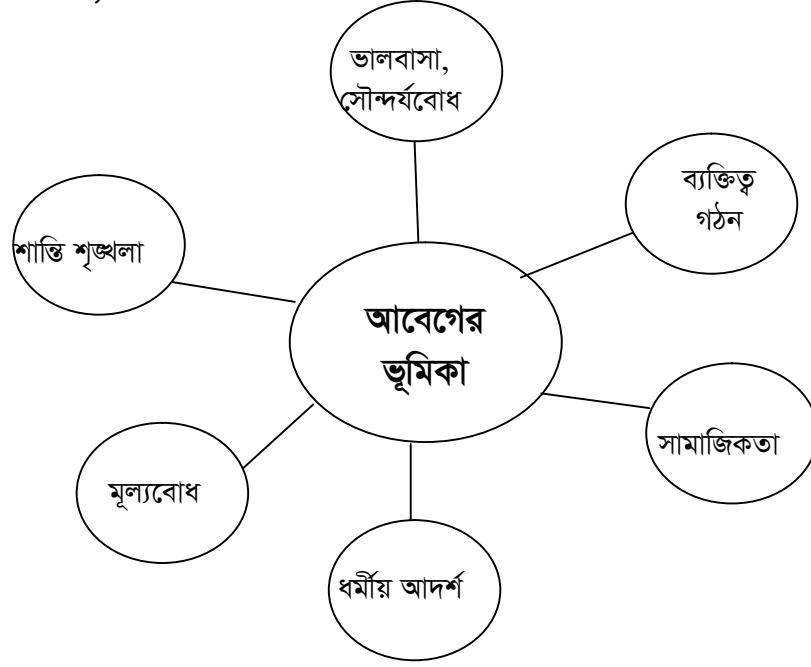 ভালবাসা,
সৌন্দর্যবোধ
ব্যক্তিত্ব
গঠন
শান্তি শৃঙ্খলা
আবেগের
ভূমিকা
সামাজিকতা
মূল্যবোধ
ধর্মীয় আদর্শ